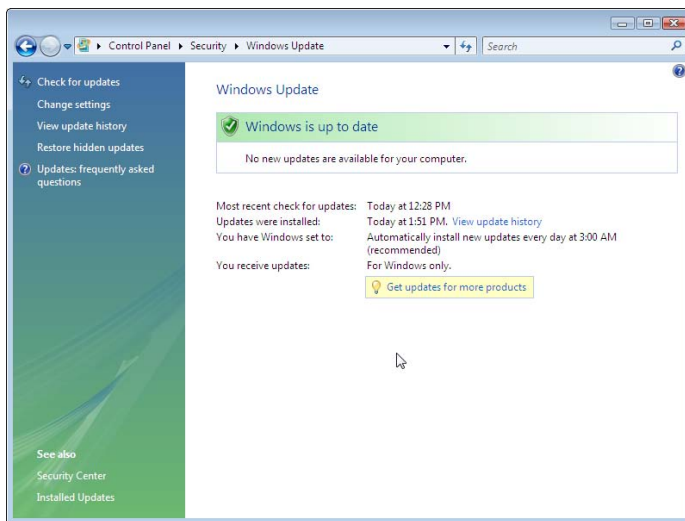 Control Panel Security Windows Update Search
Check for updates
Change settings
View update history
Restore hidden updates
Updates: frequently asked
questions
See also
Security Center
Installed Updates
Windows Update
Windows is up to date
No new updates are available for your computer.
Most recent check for updates: Today at 12:28 PM
Updates were installed: Today at 1:51 PM. View update history
You have Windows set to: Automatically install new updates every day at 3:00 AM
(recommended)
You receive updates: For Windows only.
Get updates for more products